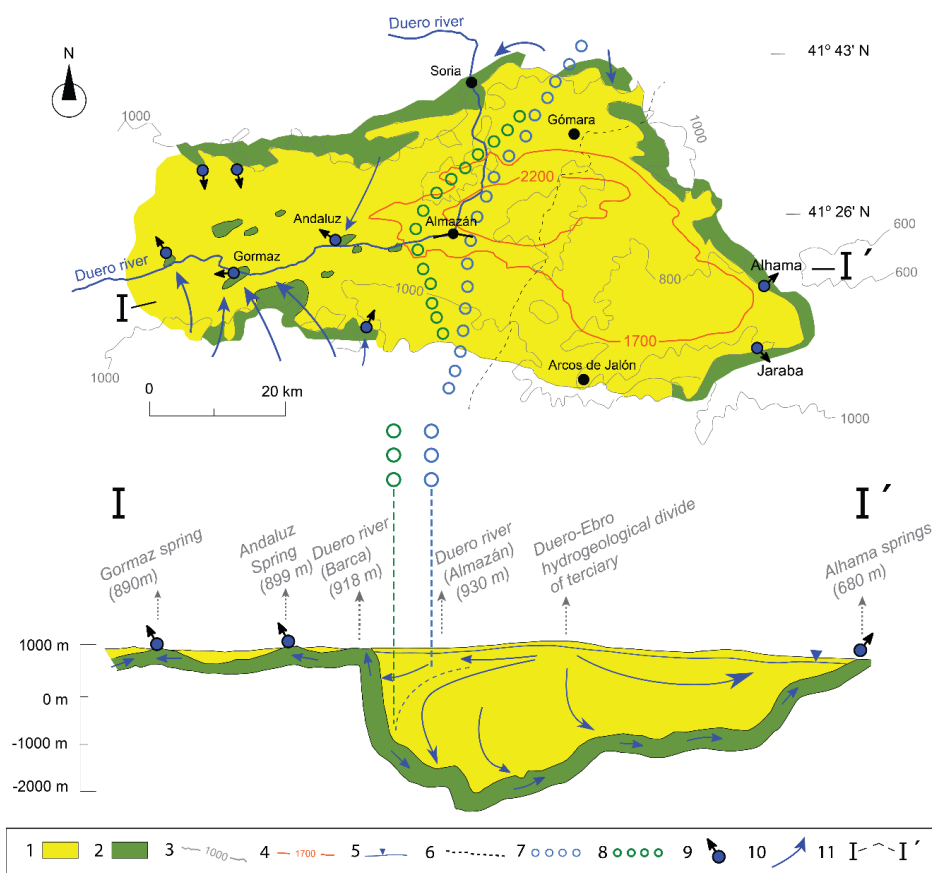 Duero river
N
41° 43' N
Soria
1000
Gómara
1000
2200
41° 26' N
Andaluz
Almazán
600
Duero river
Gormaz
800
Alhama
I´
600
I
1000
1700
1000
Arcos de Jalón
Jaraba
0
20 km
1000
I
I´
Gormaz spring
(890m)
Andaluz
Spring
(899 m)
Duero river
(Barca)
(918 m)
Duero river
(Almazán)
(930 m)
Duero-Ebro
hydrogeological divide
of terciary
Alhama springs
(680 m)
1000 m
0 m
-1000 m
-2000 m
1
2
3
1000
4
1700
5
6
7
8
9
10
11
I
I´